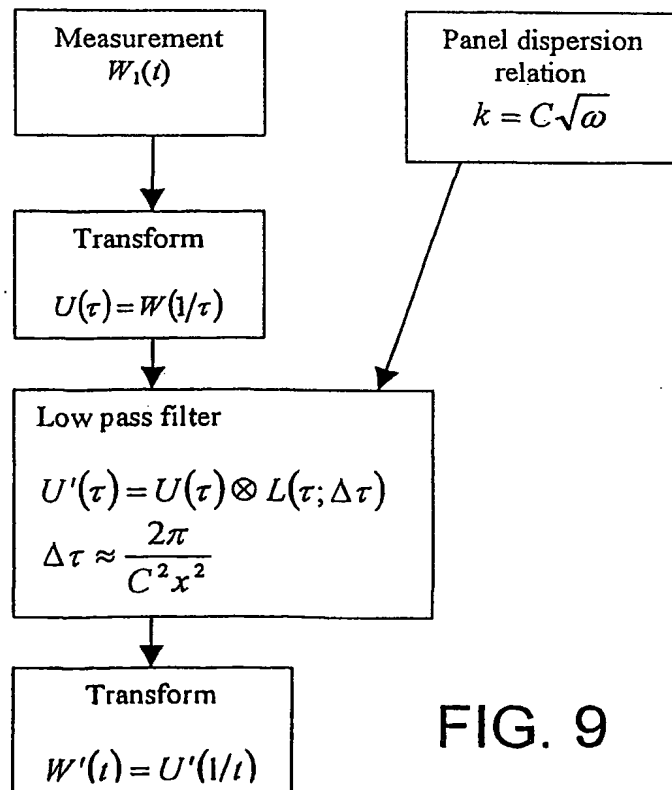 Measurement
W₁(t)
Panel dispersion
relation
k = C√ω
Transform
U(τ) = W(1/τ)
Low pass filter
U'(τ) = U(τ) ⊗ L(τ; Δτ)
Δτ ≈ 2π / C²x²
Transform
W'(t) = U'(1/t)
FIG. 9